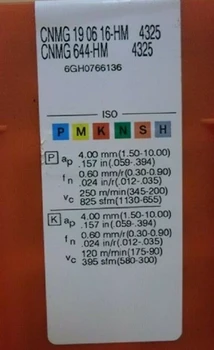 CNMG 19 06 16-HM 4325
CNMG 644-HM 4325
6GH0766136
ISO
P M K N S H
P ap 4.00 mm(1.50-10.00)
.157 in(.059-.394)
fn 0.60 mm/r(0.30-0.90)
.024 in/r(.012-.035)
vc 250 m/min(345-200)
825 sfm(1130-655)
K ap 4.00 mm(1.50-10.00)
.157 in(.059-.394)
fn 0.60 mm/r(0.30-0.90)
.024 in/r(.012-.035)
vc 120 m/min(175-90)
395 sfm(580-300)